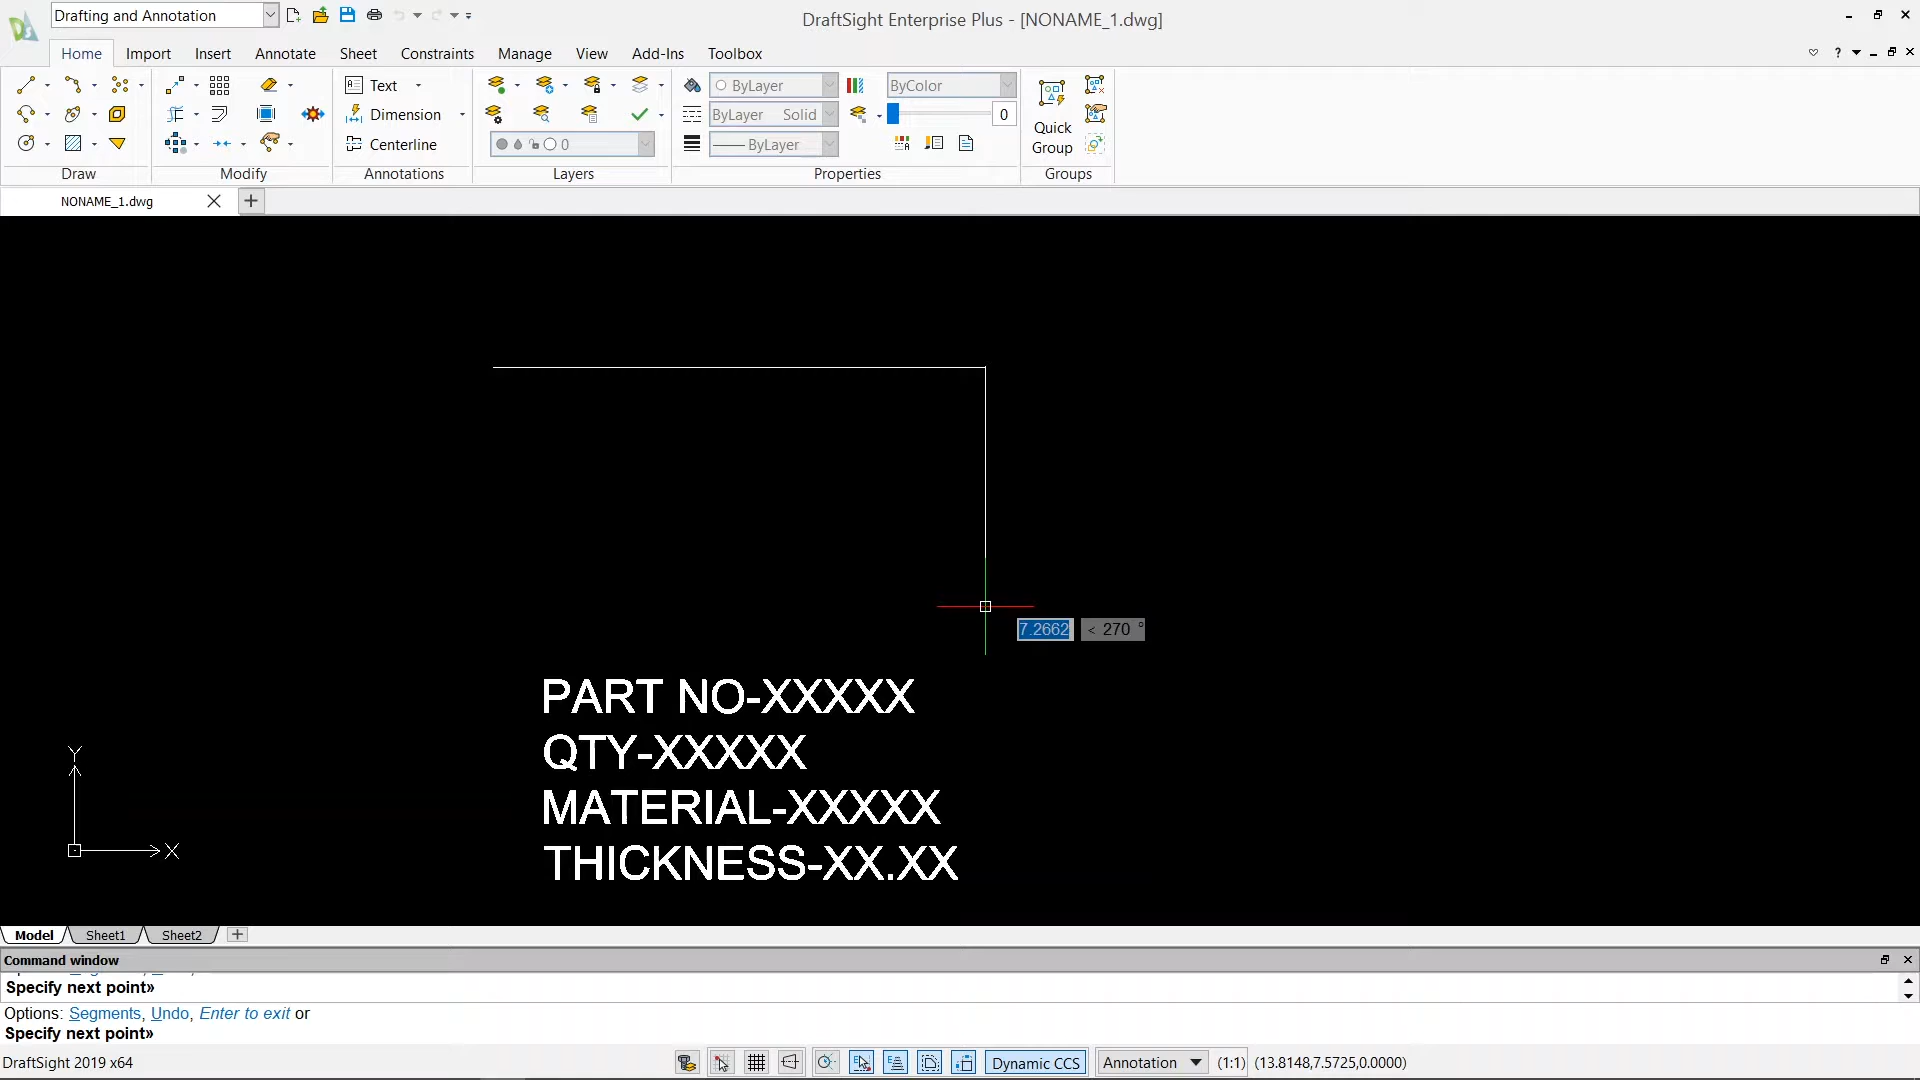 Drafting and Annotation
DraftSight Enterprise Plus - [NONAME_1.dwg]
Home Import Insert Annotate Sheet Constraints Manage View Add-Ins Toolbox
Text
ByLayer
ByColor
Dimension
ByLayer Solid
0
Quick
Group
Centerline
0
ByLayer
Draw Modify Annotations Layers Properties Groups
NONAME_1.dwg
7.2662 < 270 °
PART NO-XXXXX
QTY-XXXXX
MATERIAL-XXXXX
THICKNESS-XX.XX
Y
X
Model Sheet1 Sheet2
Command window
Specify next point»
Options: Segments, Undo, Enter to exit or
Specify next point»
DraftSight 2019 x64
Dynamic CCS
Annotation
(1:1) (13.8148,7.5725,0.0000)